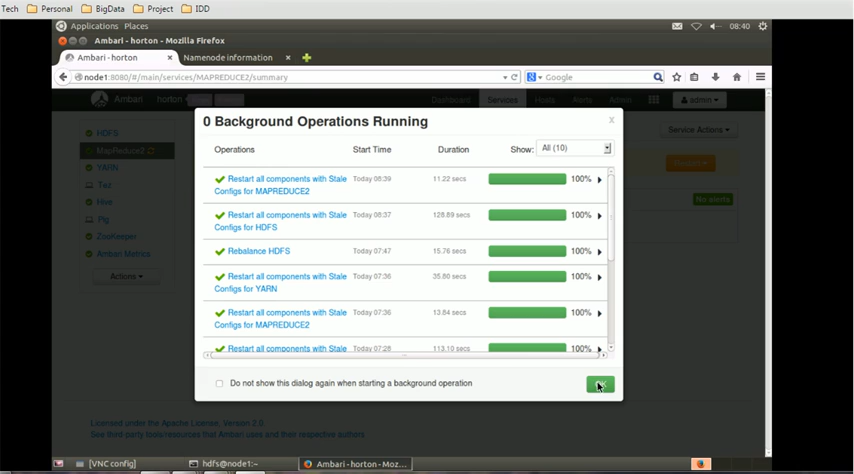 Tech Personal BigData Project IDD
Applications Places 08:40
Ambari - horton - Mozilla Firefox
Ambari - horton × Namenode information ×
node1:8080/#/main/services/MAPREDUCE2/summary Google
Ambari horton Dashboard Services Hosts Alerts Admin admin
0 Background Operations Running x
HDFS Service Actions
Operations Start Time Duration Show: All (10)
MapReduce2
YARN
Restart all components with Stale Today 08:39 11.22 secs 100%
Configs for MAPREDUCE2
Tez
Hive No alerts
Restart all components with Stale Today 08:37 128.89 secs 100%
Configs for HDFS
Pig
ZooKeeper
Rebalance HDFS Today 07:47 15.76 secs 100%
Ambari Metrics
Actions
Restart all components with Stale Today 07:36 35.80 secs 100%
Configs for YARN
Restart all components with Stale Today 07:36 13.84 secs 100%
Configs for MAPREDUCE2
Restart all components with Stale Today 07:28 113.10 secs 100%
Do not show this dialog again when starting a background operation
Licensed under the Apache License, Version 2.0.
See third-party tools/resources that Ambari uses and their respective authors
[VNC config] hdfs@node1:~ Ambari - horton - Moz...